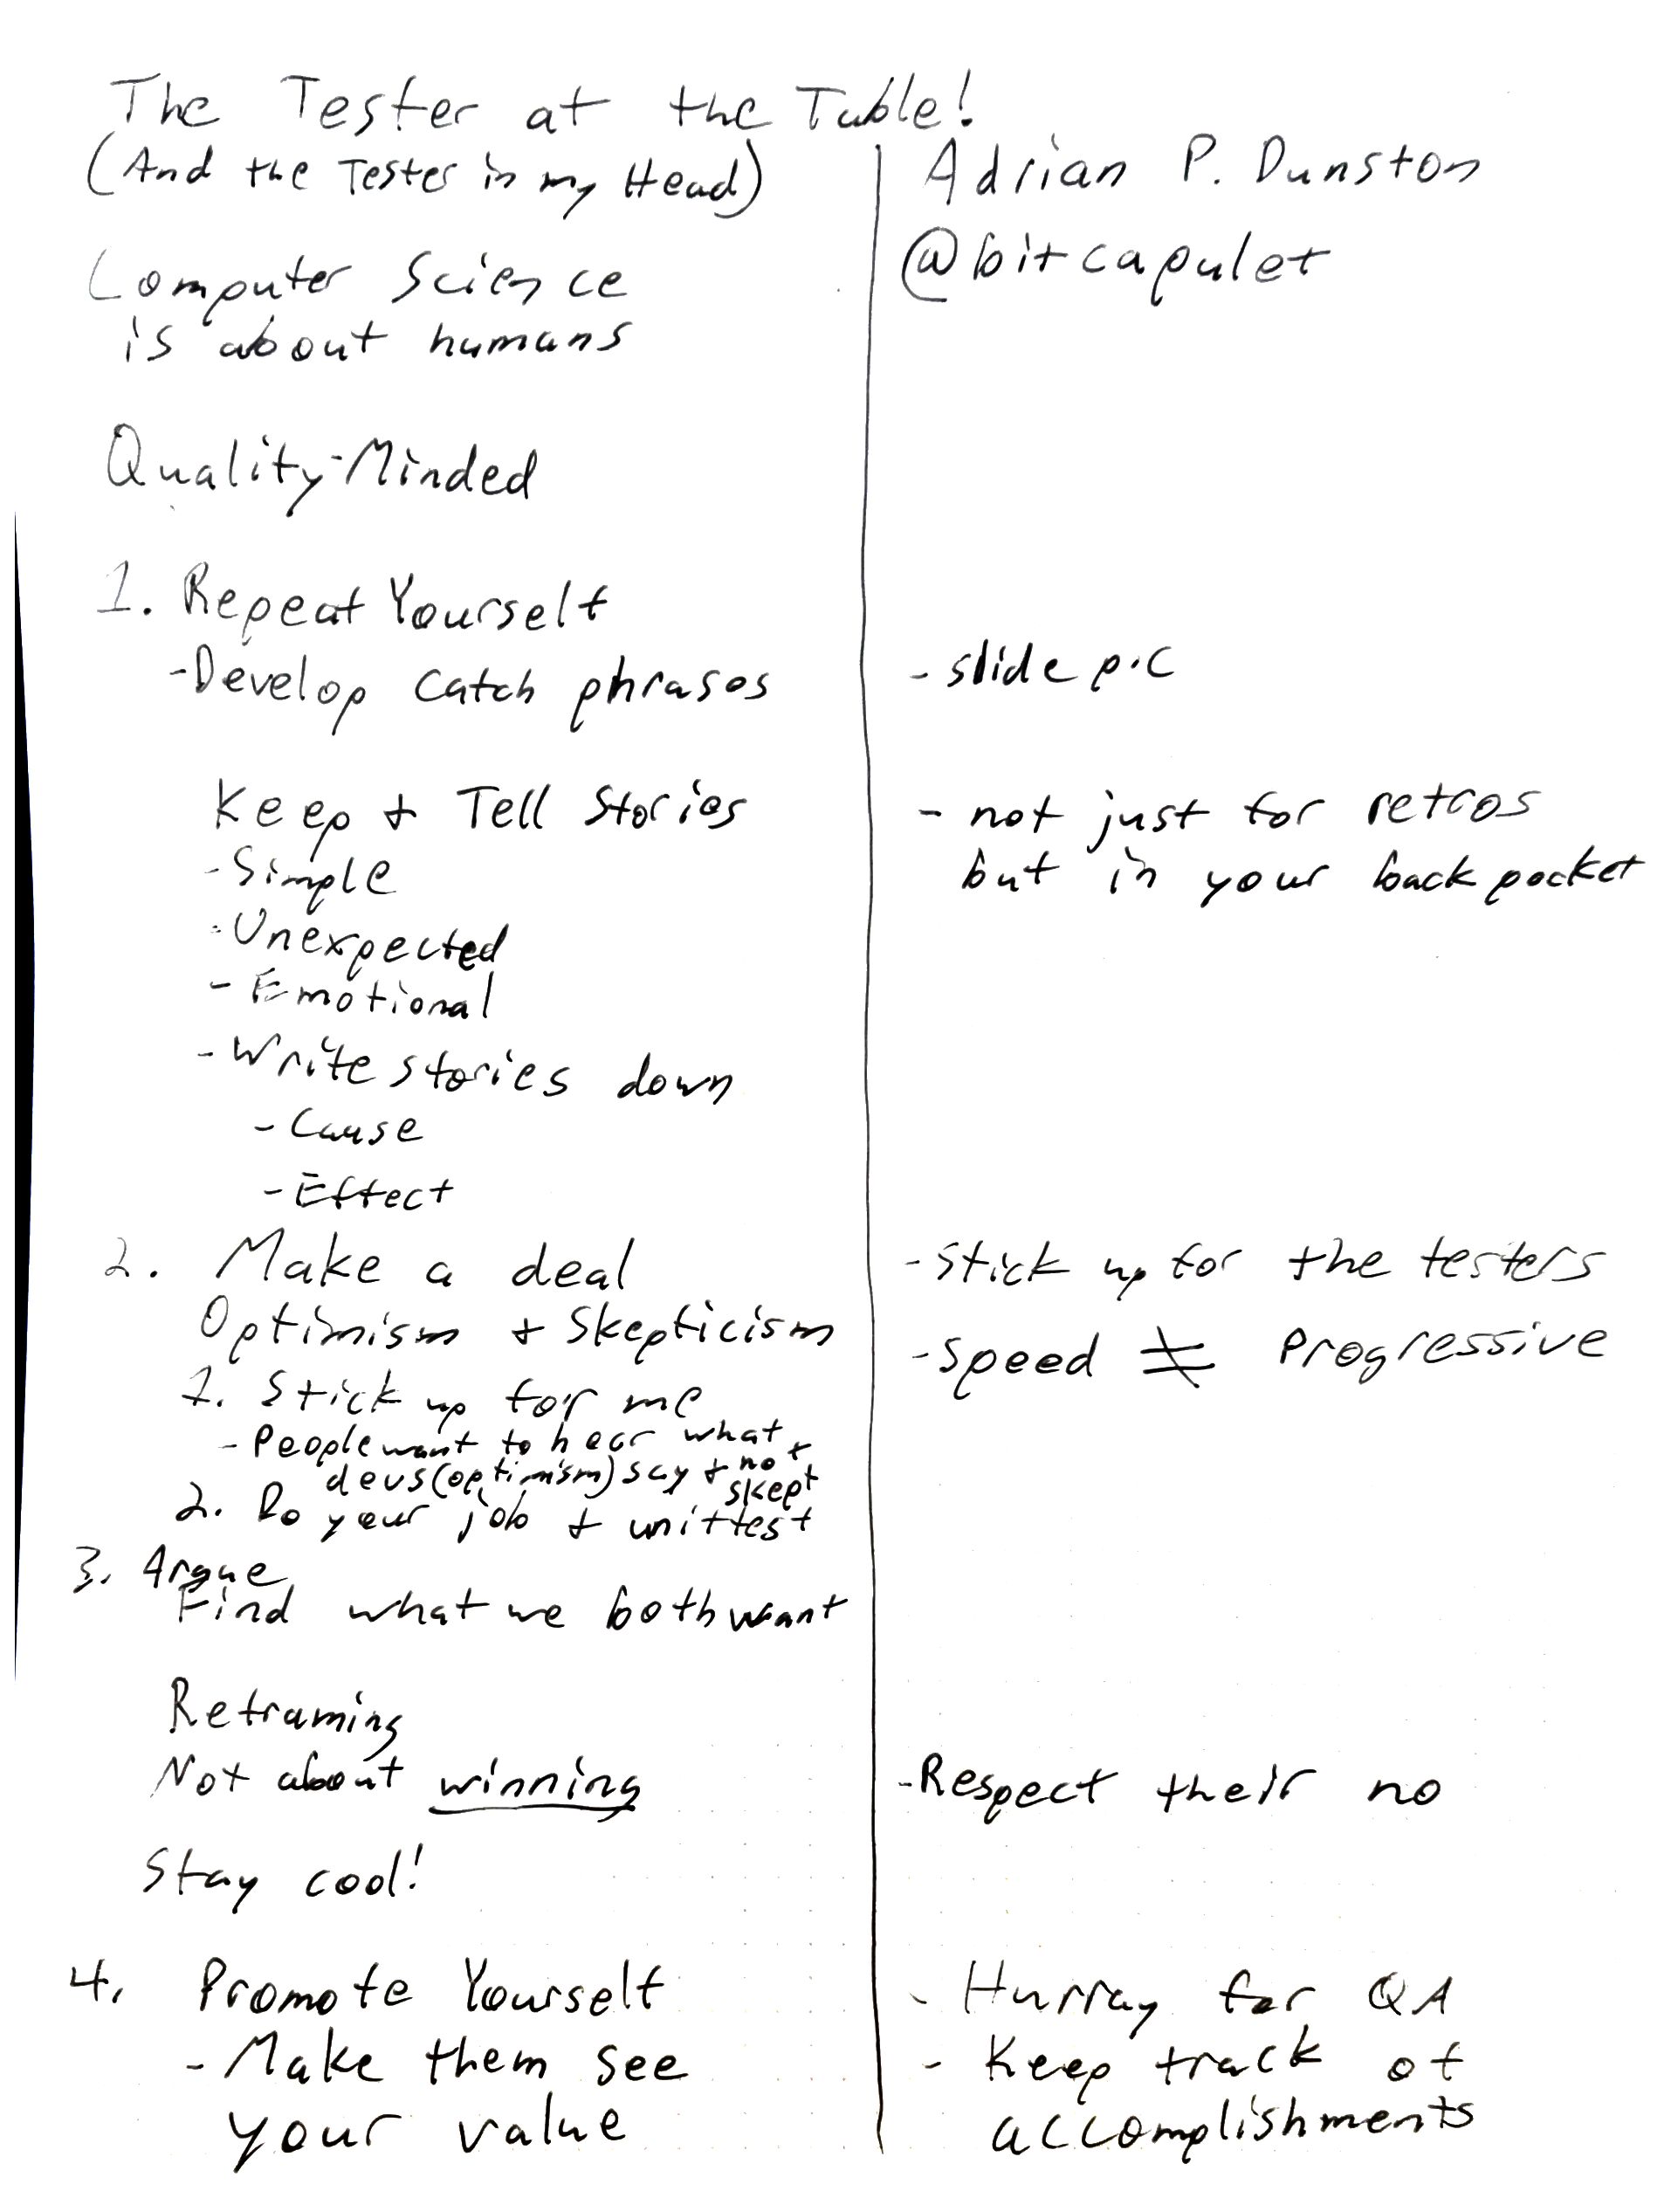 The Tester at the Table!
(And the Tester in my Head)
Computer Science
is about humans
Quality-Minded
1. Repeat Yourself
-Develop Catch phrases
Keep + Tell Stories
-Simple
-Unexpected
-Emotional
-Write stories down
-Cause
-Effect
2. Make a deal
Optimism + Skepticism
1. Stick up for me
-People want to hear what
devs (optimism) say + not
skept
2. Do your job + unit test
3. Argue
Find what we both want
Reframing
Not about winning
Stay cool!
4. Promote Yourself
- Make them see
your value
Adrian P. Dunston
@bitcapulet
- slide pic
- not just for retros
but in your back pocket
-stick up for the testers
-speed ≠ Progressive
-Respect their no
- Hurray for QA
- Keep track of
accomplishments